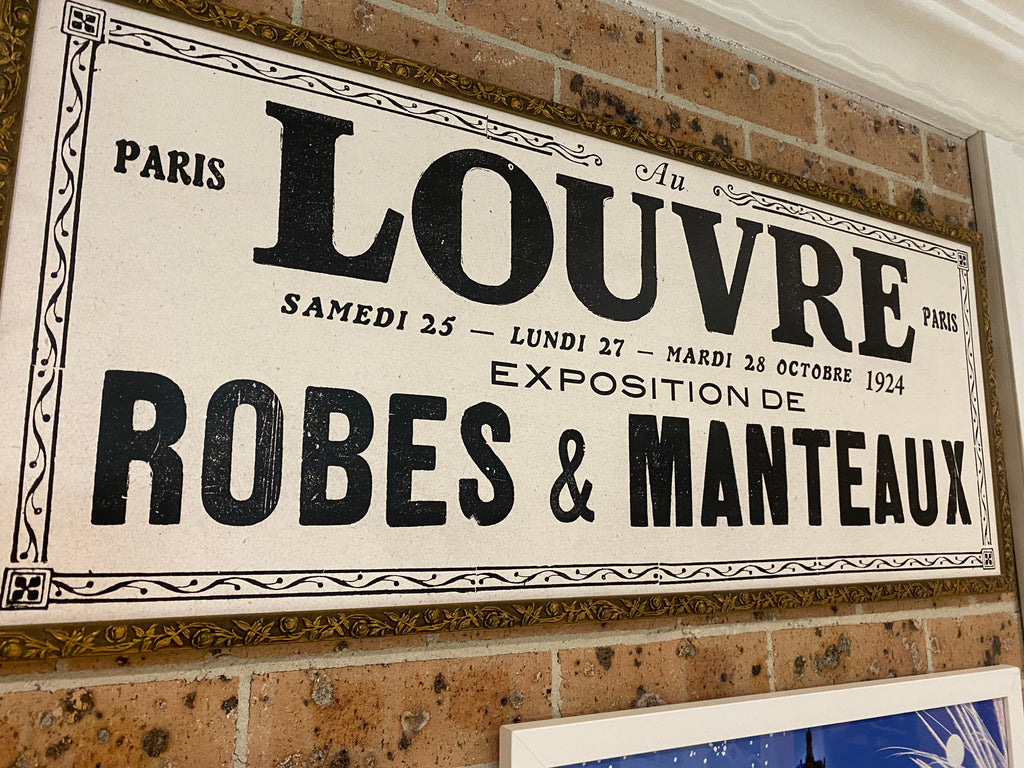 Au
PARIS LOUVRE PARIS
SAMEDI 25 — LUNDI 27 — MARDI 28 OCTOBRE 1924
EXPOSITION DE
ROBES & MANTEAUX